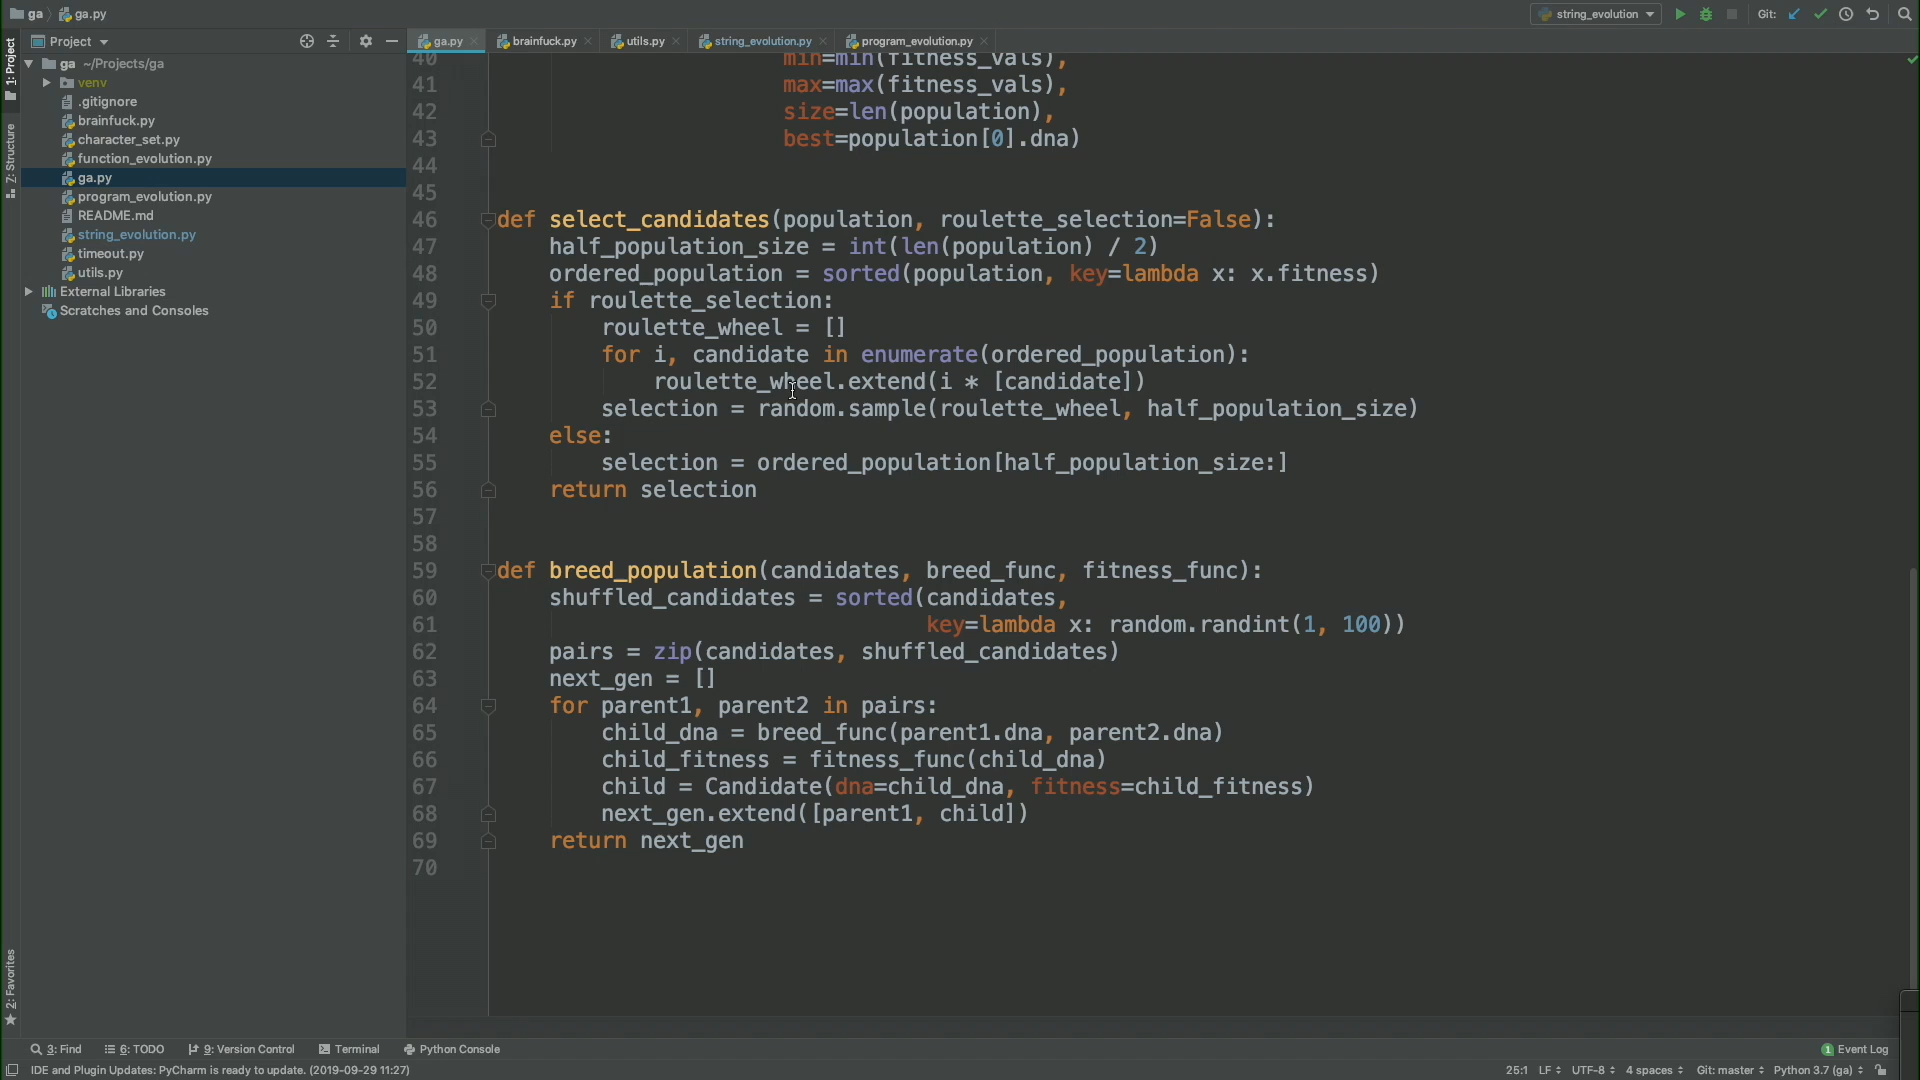 ga
ga.py
string_evolution
Git:
1: Project
Z: Structure
2: Favorites
Project
ga ~/Projects/ga
venv
.gitignore
brainfuck.py
character_set.py
function_evolution.py
ga.py
program_evolution.py
README.md
string_evolution.py
timeout.py
utils.py
External Libraries
Scratches and Consoles
ga.py
brainfuck.py
utils.py
string_evolution.py
program_evolution.py
40 min=min(fitness_vals),
41 max=max(fitness_vals),
42 size=len(population),
43 best=population[0].dna)
44
45
46 def select_candidates(population, roulette_selection=False):
47 half_population_size = int(len(population) / 2)
48 ordered_population = sorted(population, key=lambda x: x.fitness)
49 if roulette_selection:
50 roulette_wheel = []
51 for i, candidate in enumerate(ordered_population):
52 roulette_wheel.extend(i * [candidate])
53 selection = random.sample(roulette_wheel, half_population_size)
54 else:
55 selection = ordered_population[half_population_size:]
56 return selection
57
58
59 def breed_population(candidates, breed_func, fitness_func):
60 shuffled_candidates = sorted(candidates,
61 key=lambda x: random.randint(1, 100))
62 pairs = zip(candidates, shuffled_candidates)
63 next_gen = []
64 for parent1, parent2 in pairs:
65 child_dna = breed_func(parent1.dna, parent2.dna)
66 child_fitness = fitness_func(child_dna)
67 child = Candidate(dna=child_dna, fitness=child_fitness)
68 next_gen.extend([parent1, child])
69 return next_gen
70
3: Find
6: TODO
9: Version Control
Terminal
Python Console
1 Event Log
IDE and Plugin Updates: PyCharm is ready to update. (2019-09-29 11:27)
25:1 LF UTF-8 4 spaces Git: master Python 3.7 (ga)